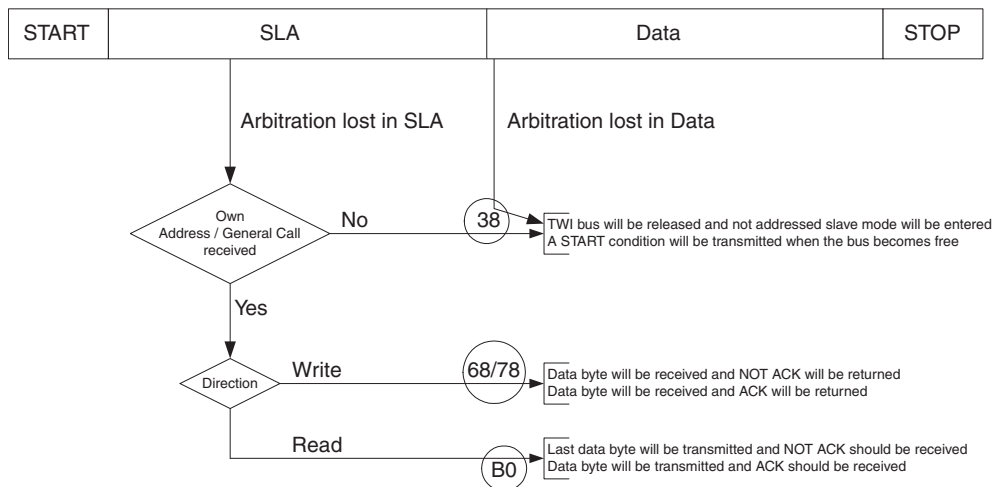 START SLA Data STOP
Arbitration lost in SLA Arbitration lost in Data
Own
Address / General Call
received
No
38
TWI bus will be released and not addressed slave mode will be entered
A START condition will be transmitted when the bus becomes free
Yes
Direction
Write
68/78
Data byte will be received and NOT ACK will be returned
Data byte will be received and ACK will be returned
Read
B0
Last data byte will be transmitted and NOT ACK should be received
Data byte will be transmitted and ACK should be received